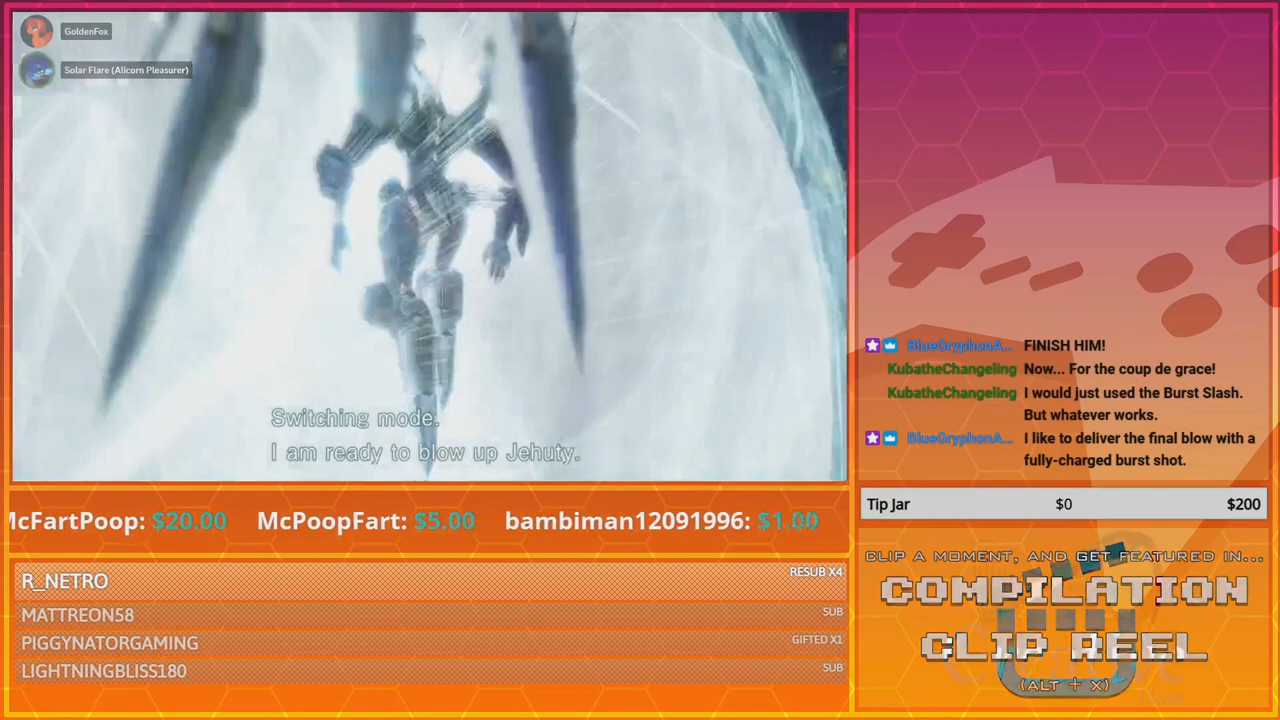 GoldenFox
Solar Flare (Alicorn Pleasurer)
Switching mode.
I am ready to blow up Jehuty.
BlueGryphonA... FINISH HIM!
KubatheChangeling Now... For the coup de grace!
KubatheChangeling I would just used the Burst Slash.
But whatever works.
BlueGryphonA... I like to deliver the final blow with a
fully-charged burst shot.
Tip Jar $0 $200
McFartPoop: $20.00 McPoopFart: $5.00 bambiman12091996: $1.00
R_NETRO RESUB X4
MATTREON58 SUB
PIGGYNATORGAMING GIFTED X1
LIGHTNINGBLISS180 SUB
CLIP A MOMENT, AND GET FEATURED IN...
COMPILATION
CLIP REEL
(ALT + X)